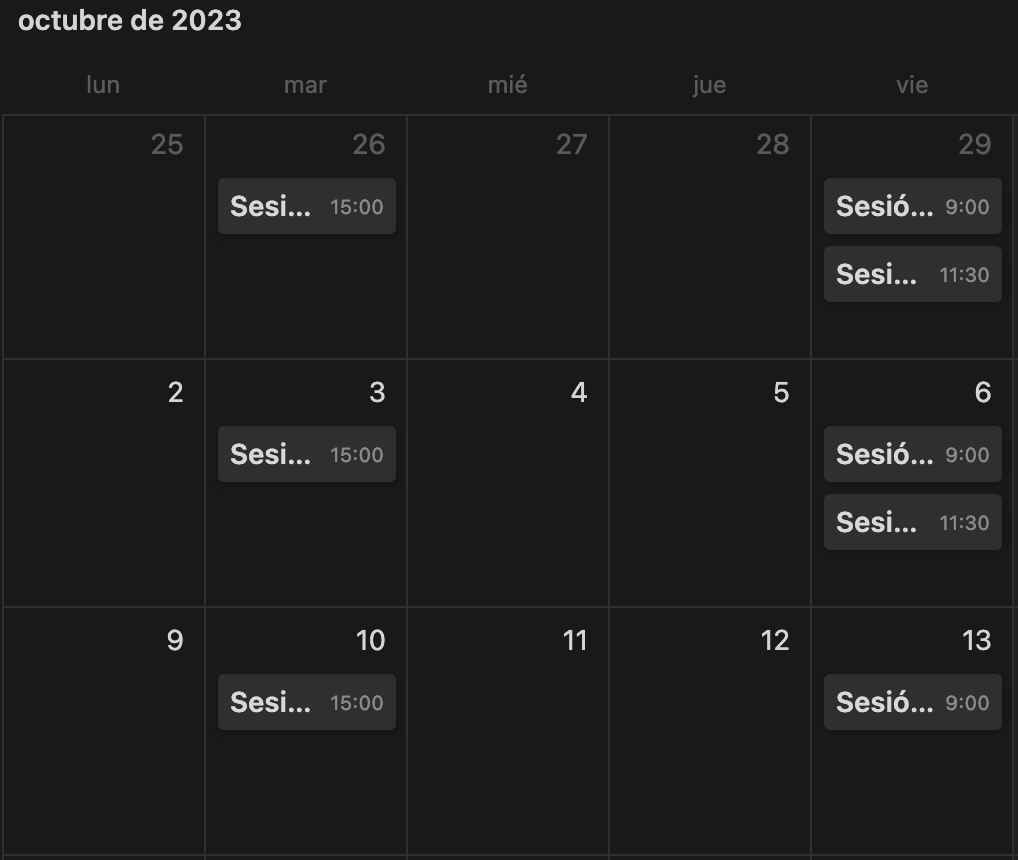 octubre de 2023
lun mar mié jue vie
25 26 27 28 29
Sesi... 15:00 Sesió... 9:00
Sesi... 11:30
2 3 4 5 6
Sesi... 15:00 Sesió... 9:00
Sesi... 11:30
9 10 11 12 13
Sesi... 15:00 Sesió... 9:00